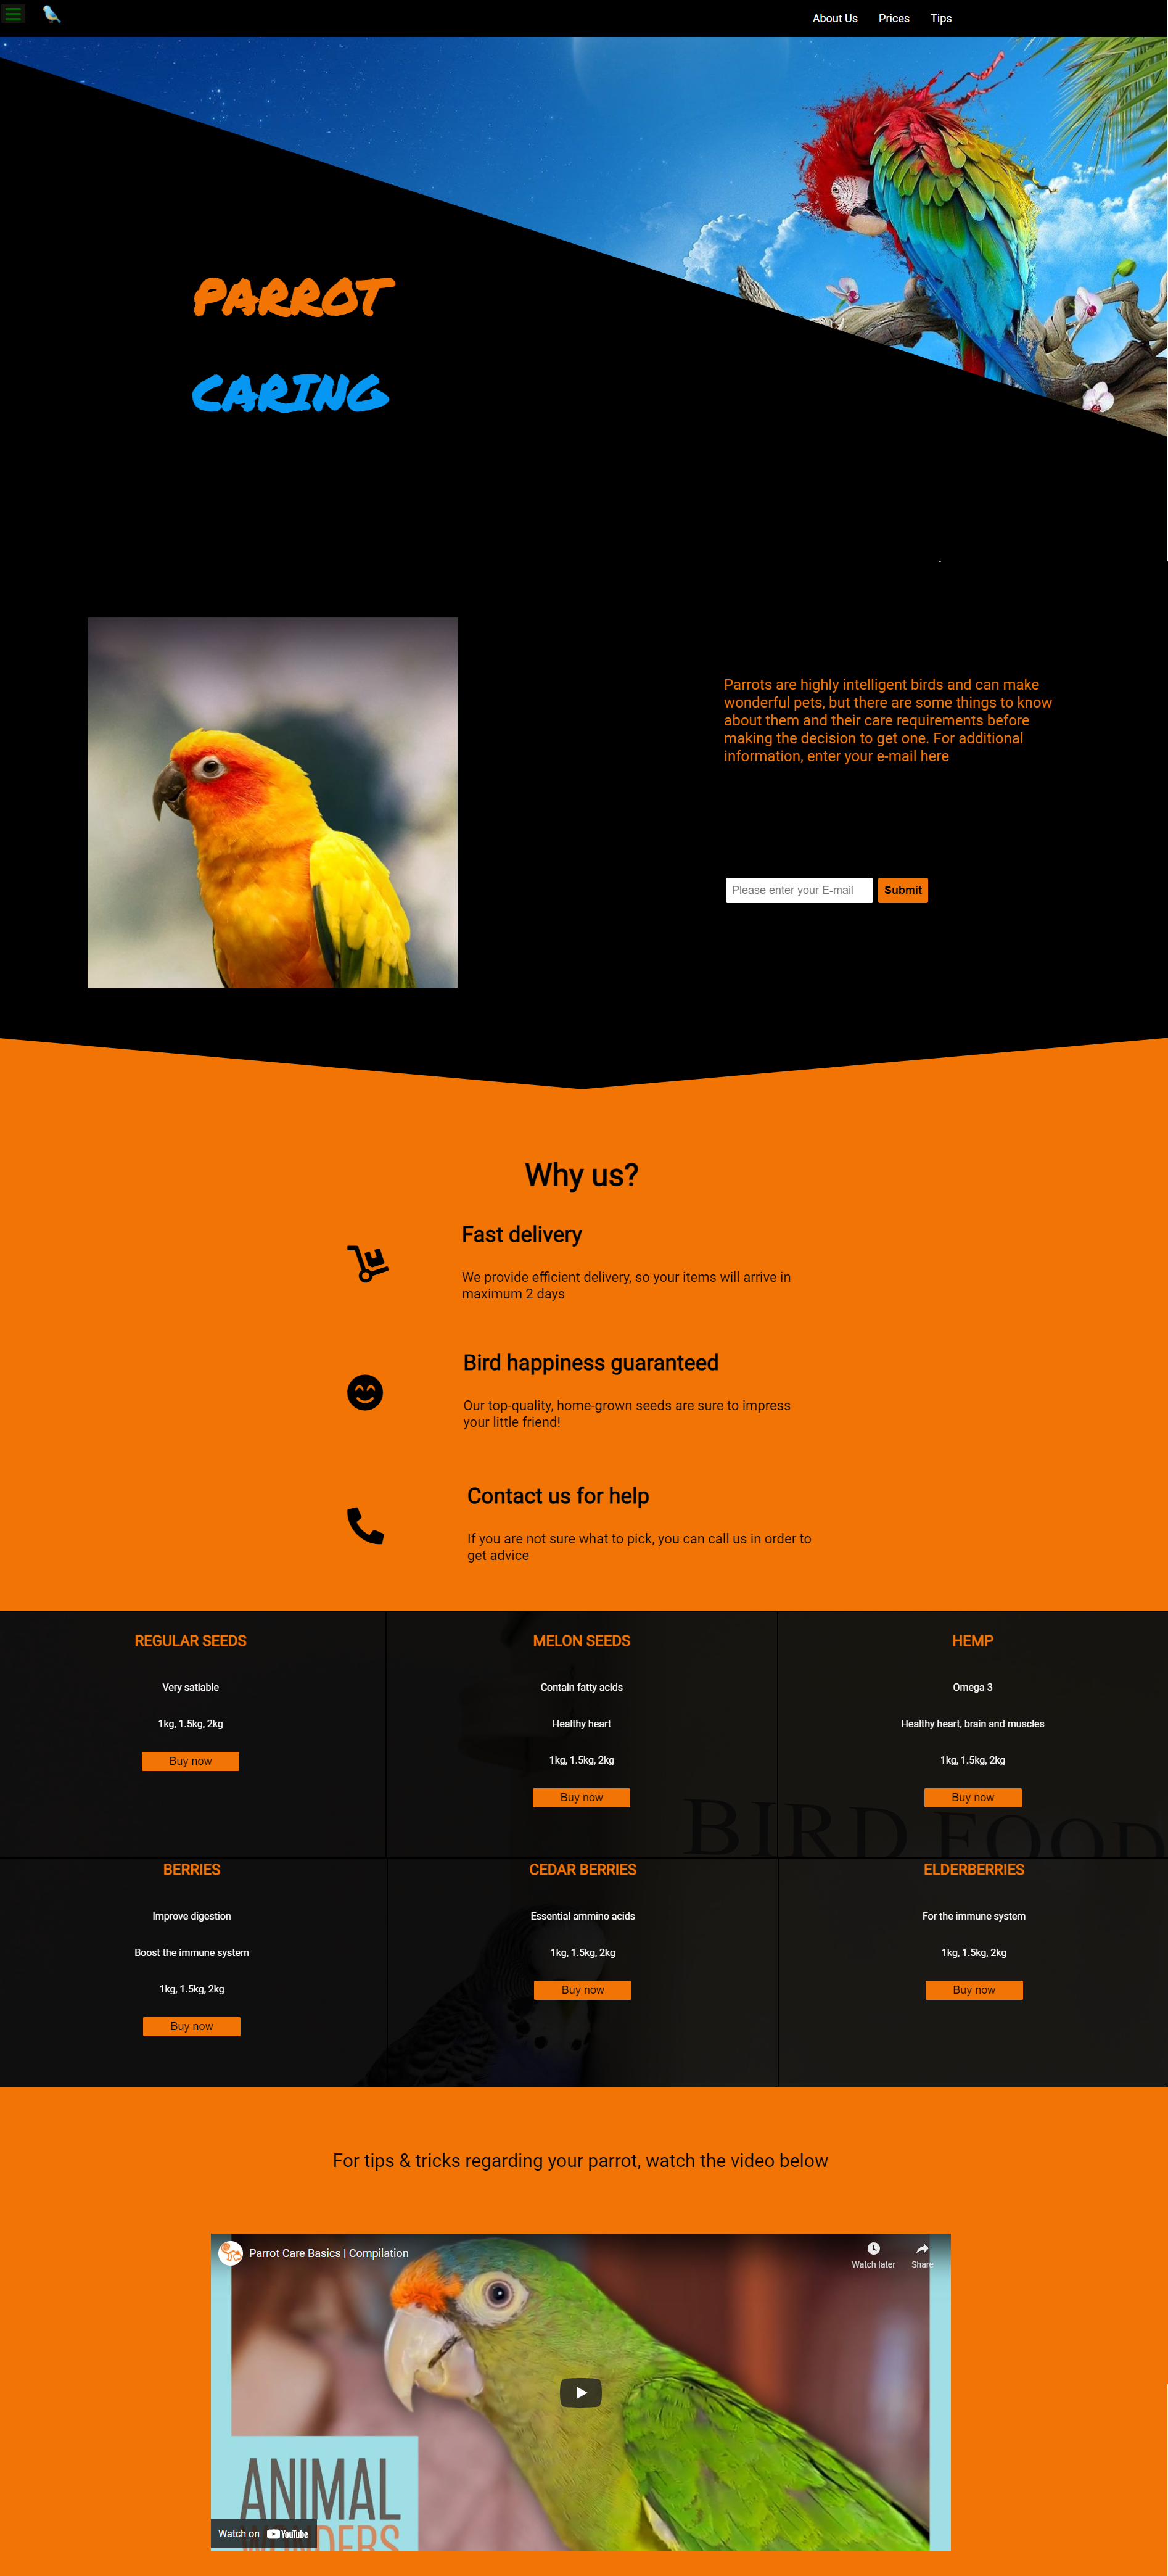 About Us Prices Tips
PARROT
CARING
Parrots are highly intelligent birds and can make
wonderful pets, but there are some things to know
about them and their care requirements before
making the decision to get one. For additional
information, enter your e-mail here
Please enter your E-mail Submit
Why us?
Fast delivery
We provide efficient delivery, so your items will arrive in
maximum 2 days
Bird happiness guaranteed
Our top-quality, home-grown seeds are sure to impress
your little friend!
Contact us for help
If you are not sure what to pick, you can call us in order to
get advice
REGULAR SEEDS
Very satiable
1kg, 1.5kg, 2kg
Buy now
MELON SEEDS
Contain fatty acids
Healthy heart
1kg, 1.5kg, 2kg
Buy now
HEMP
Omega 3
Healthy heart, brain and muscles
1kg, 1.5kg, 2kg
Buy now
BIRD FOOD
BERRIES
Improve digestion
Boost the immune system
1kg, 1.5kg, 2kg
Buy now
CEDAR BERRIES
Essential ammino acids
1kg, 1.5kg, 2kg
Buy now
ELDERBERRIES
For the immune system
1kg, 1.5kg, 2kg
Buy now
For tips & tricks regarding your parrot, watch the video below
Parrot Care Basics | Compilation
Watch later Share
ANIMAL
Watch on YouTube